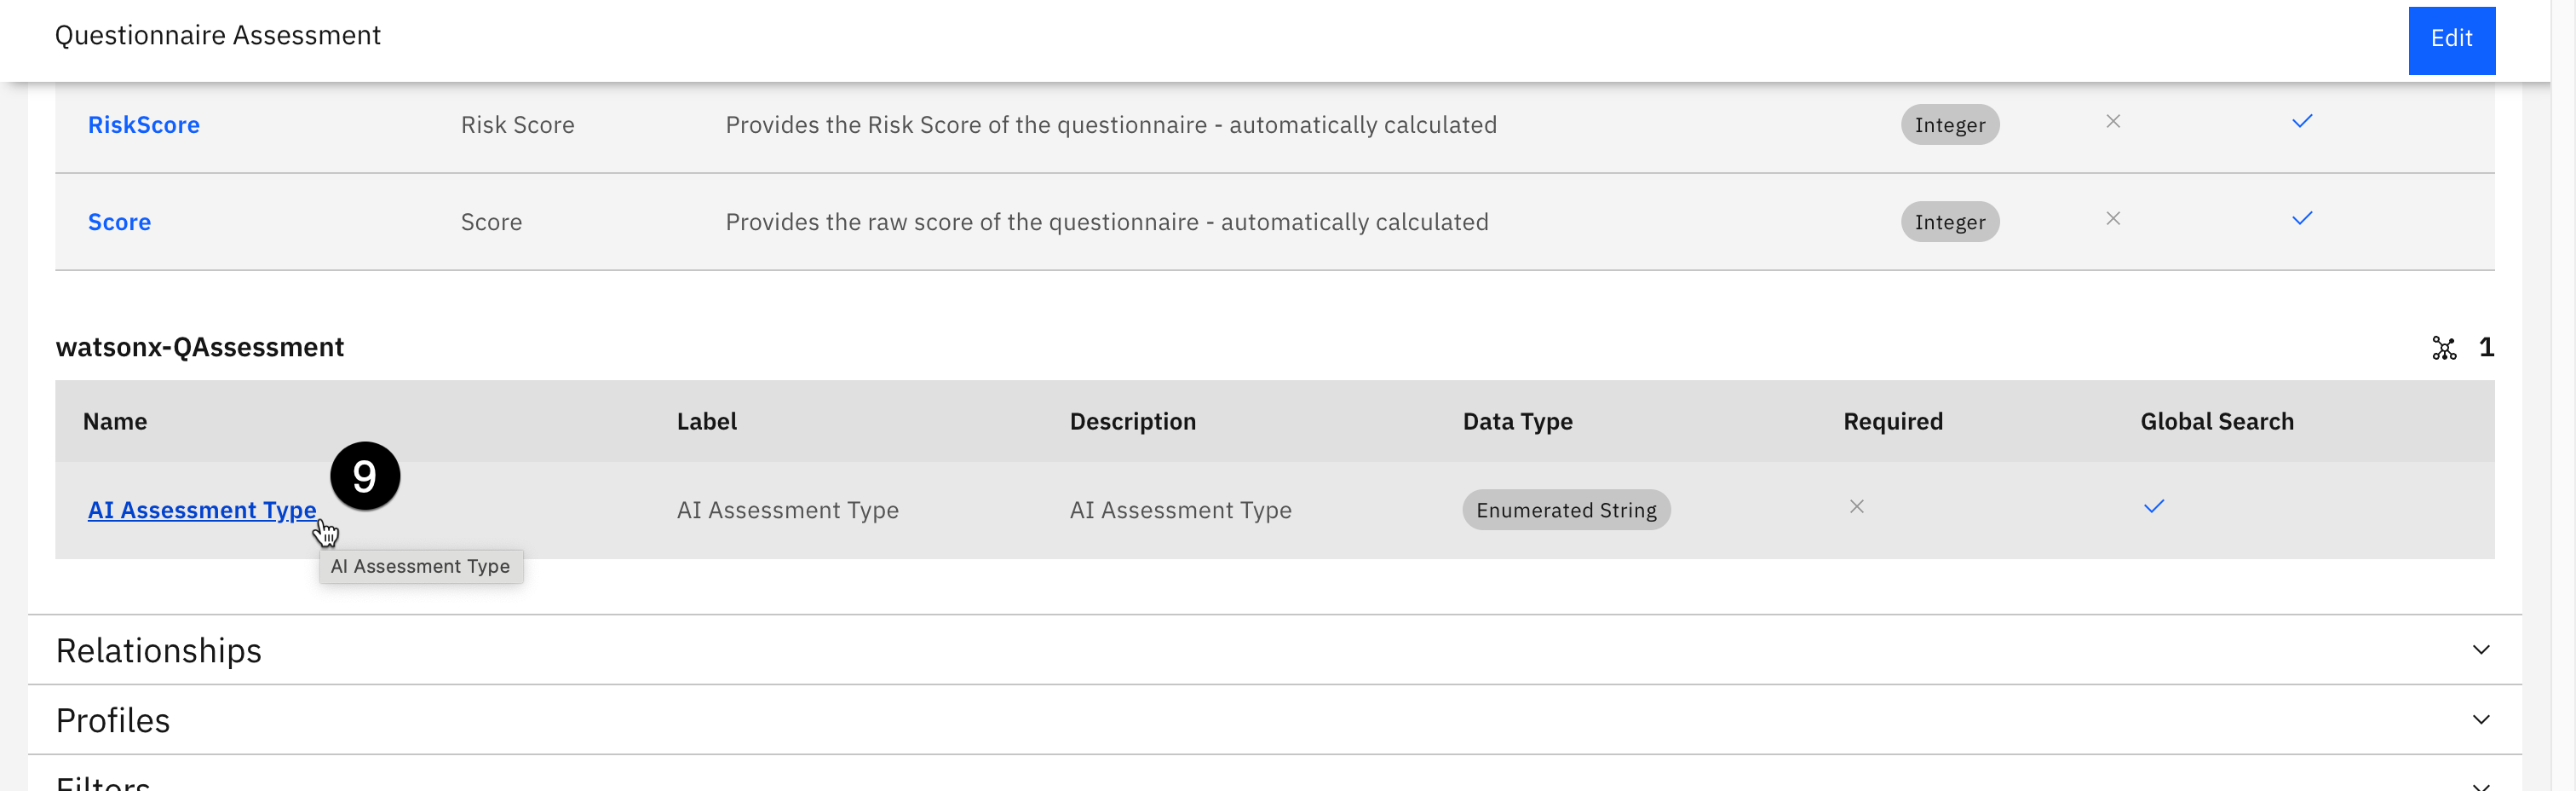 Questionnaire Assessment Edit
RiskScore Risk Score Provides the Risk Score of the questionnaire - automatically calculated Integer
Score Score Provides the raw score of the questionnaire - automatically calculated Integer
watsonx-QAssessment 1
Name Label Description Data Type Required Global Search
9
AI Assessment Type AI Assessment Type AI Assessment Type Enumerated String
AI Assessment Type
Relationships
Profiles
Filters